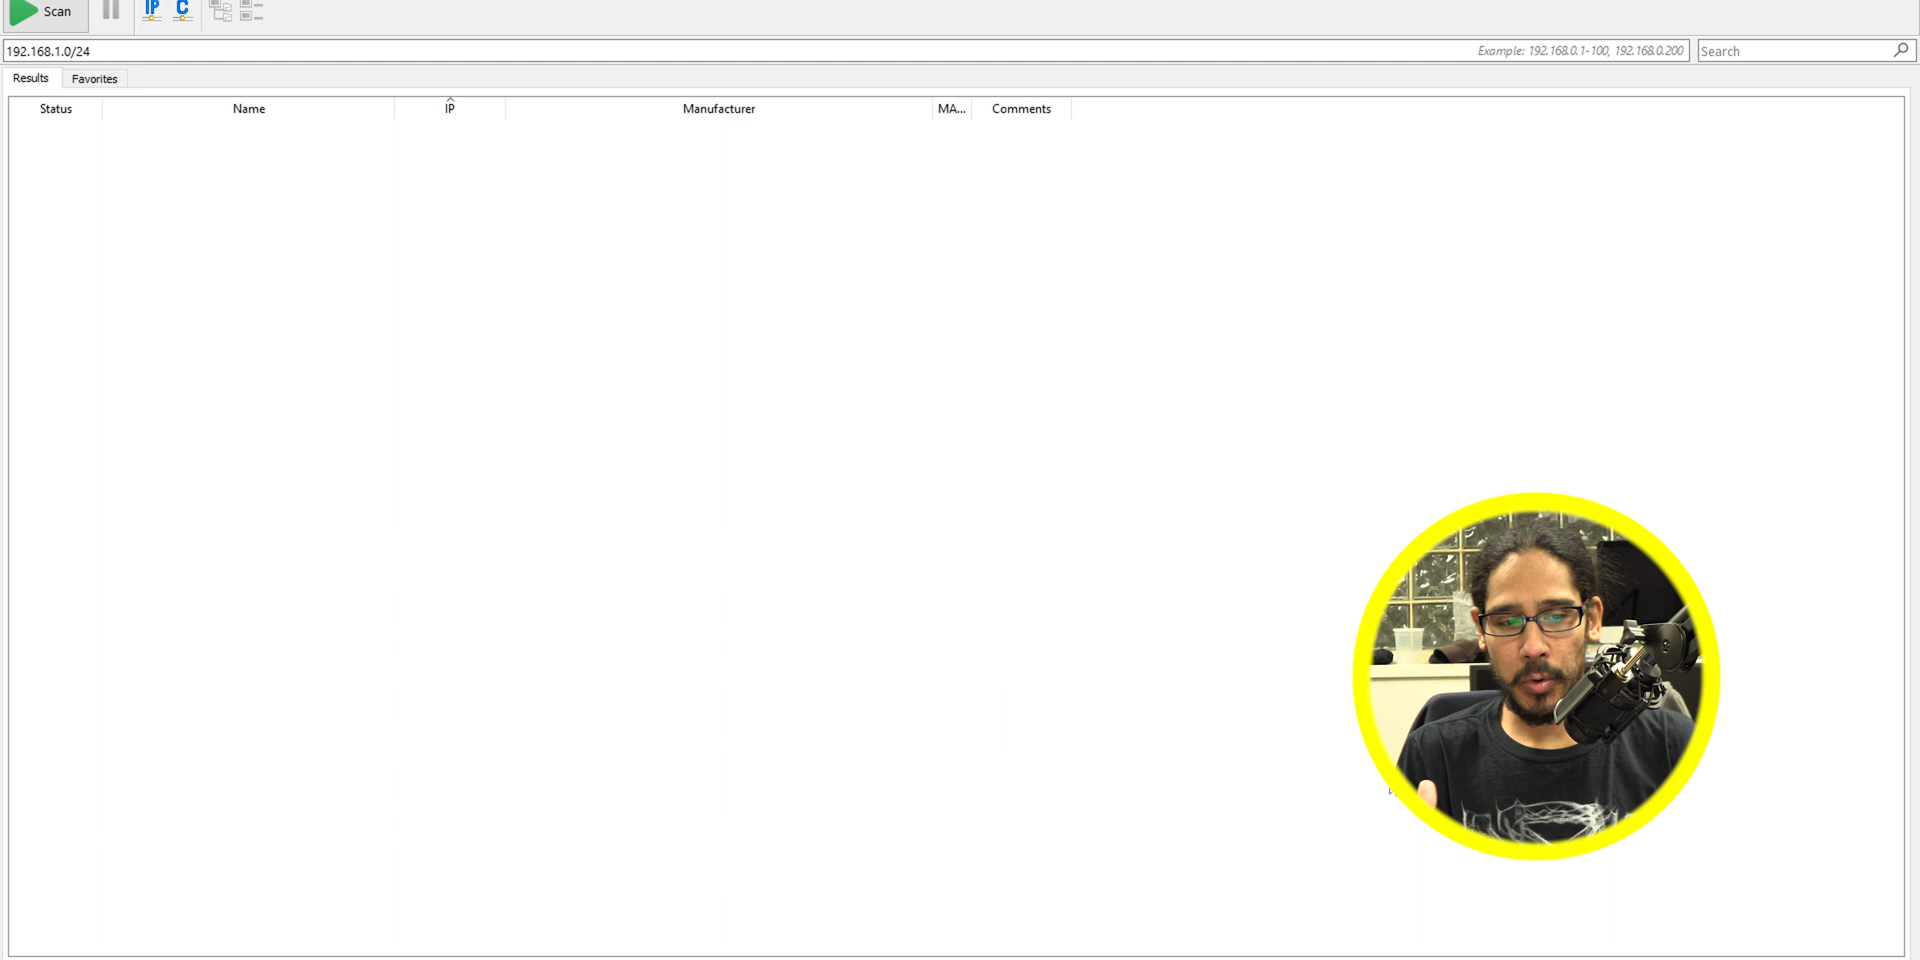 Scan
IP C
192.168.1.0/24 Example: 192.168.0.1-100, 192.168.0.200 Search
Results Favorites
Status Name IP Manufacturer MA... Comments